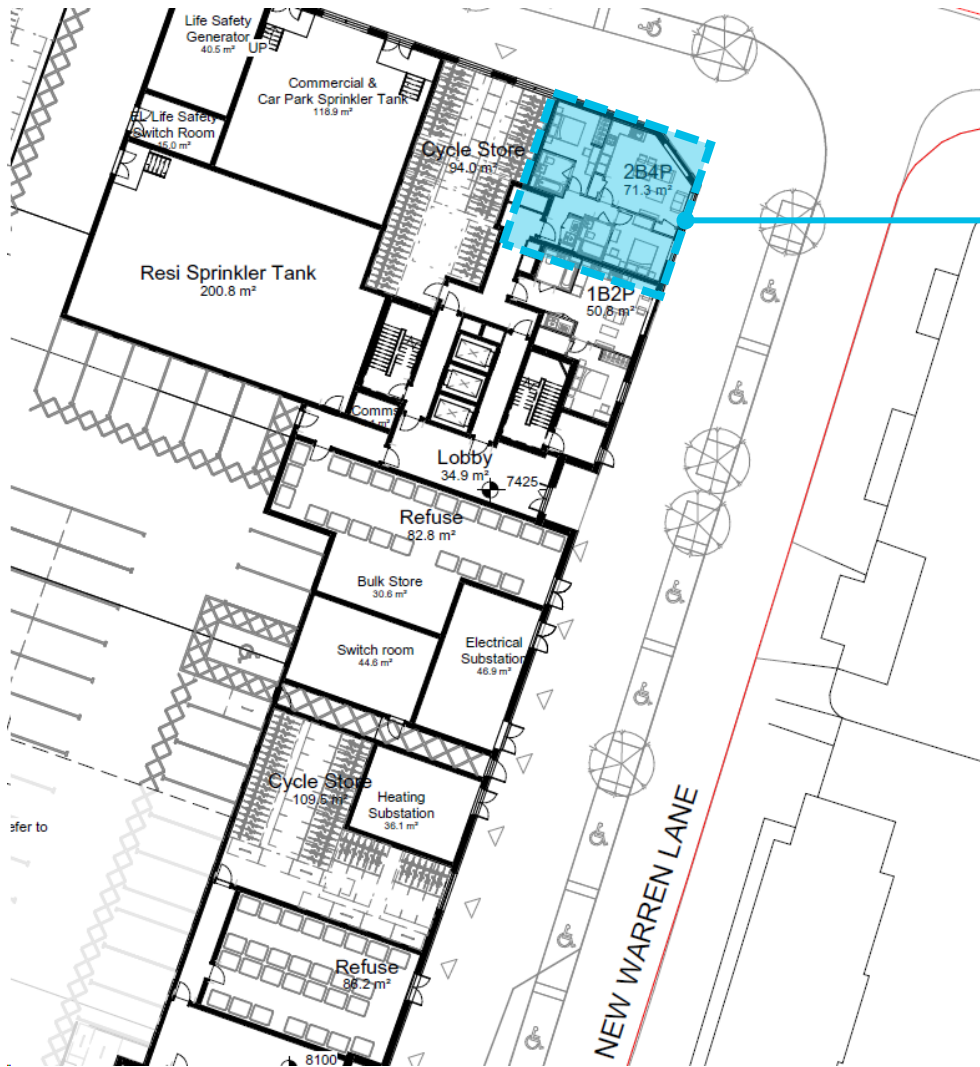 Life Safety
Generator
40.5 m²
UP
Commercial &
Car Park Sprinkler Tank
118.9 m²
EL Life Safety
Switch Room
15.0 m²
Cycle Store
94.0 m²
2B4P
71.3 m²
Resi Sprinkler Tank
200.8 m²
1B2P
50.8 m²
Comms
m²
Lobby
34.9 m²
7425
Refuse
82.8 m²
Bulk Store
30.6 m²
Switch room
44.6 m²
Electrical
Substation
46.9 m²
Cycle Store
109.5 m²
Heating
Substation
36.1 m²
efer to
NEW WARREN LANE
Refuse
86.2 m²
8100